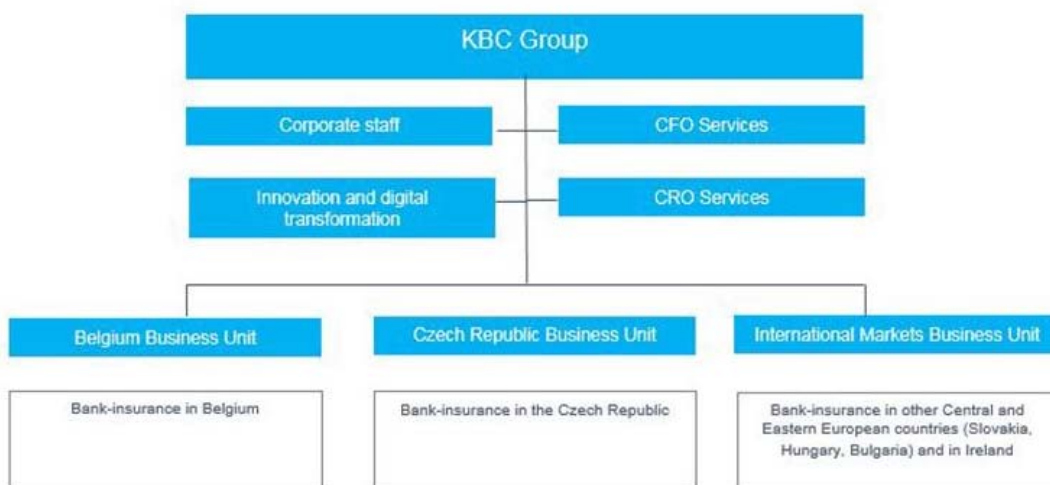 KBC Group
Corporate staff
CFO Services
Innovation and digital
transformation
CRO Services
Belgium Business Unit
Czech Republic Business Unit
International Markets Business Unit
Bank-insurance in Belgium
Bank-insurance in the Czech Republic
Bank-insurance in other Central and
Eastern European countries (Slovakia,
Hungary, Bulgaria) and in Ireland